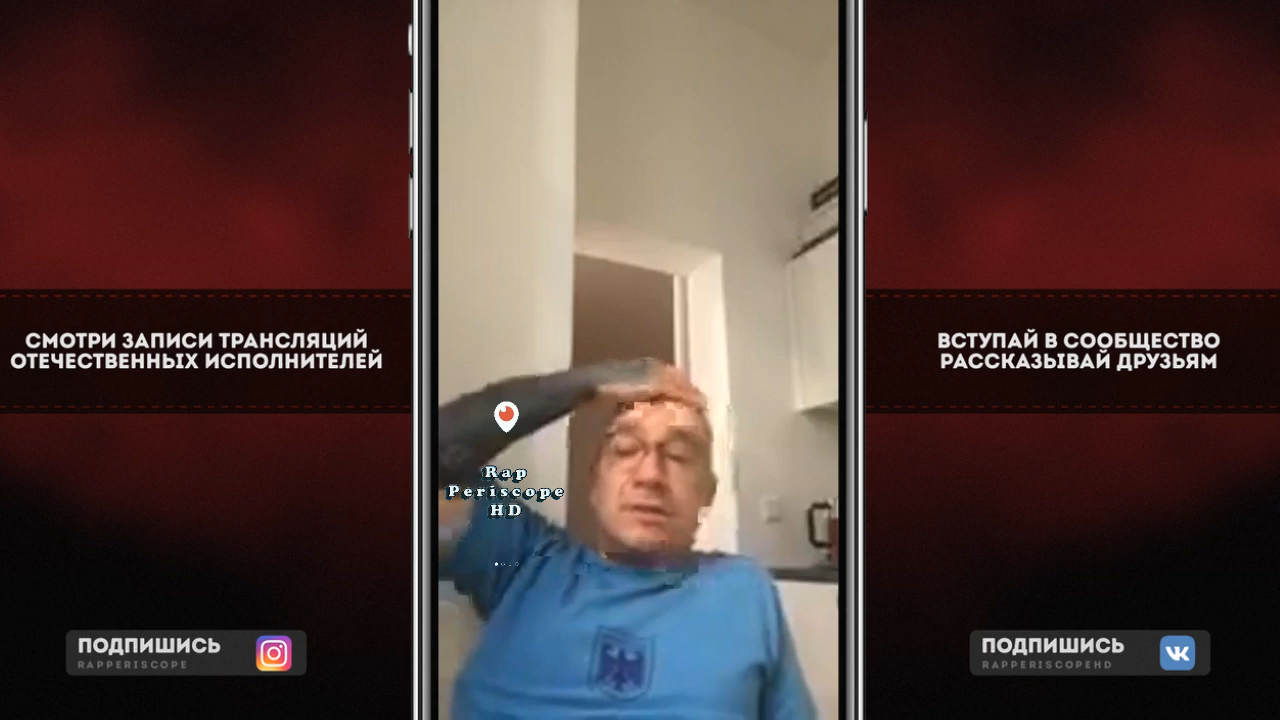 СМОТРИ ЗАПИСИ ТРАНСЛЯЦИЙ
ОТЕЧЕСТВЕННЫХ ИСПОЛНИТЕЛЕЙ
ПОДПИШИСЬ
RAPPERISCOPE
Rap
Periscope
HD
ВСТУПАЙ В СООБЩЕСТВО
РАССКАЗЫВАЙ ДРУЗЬЯМ
ПОДПИШИСЬ
RAPPERISCOPEHD